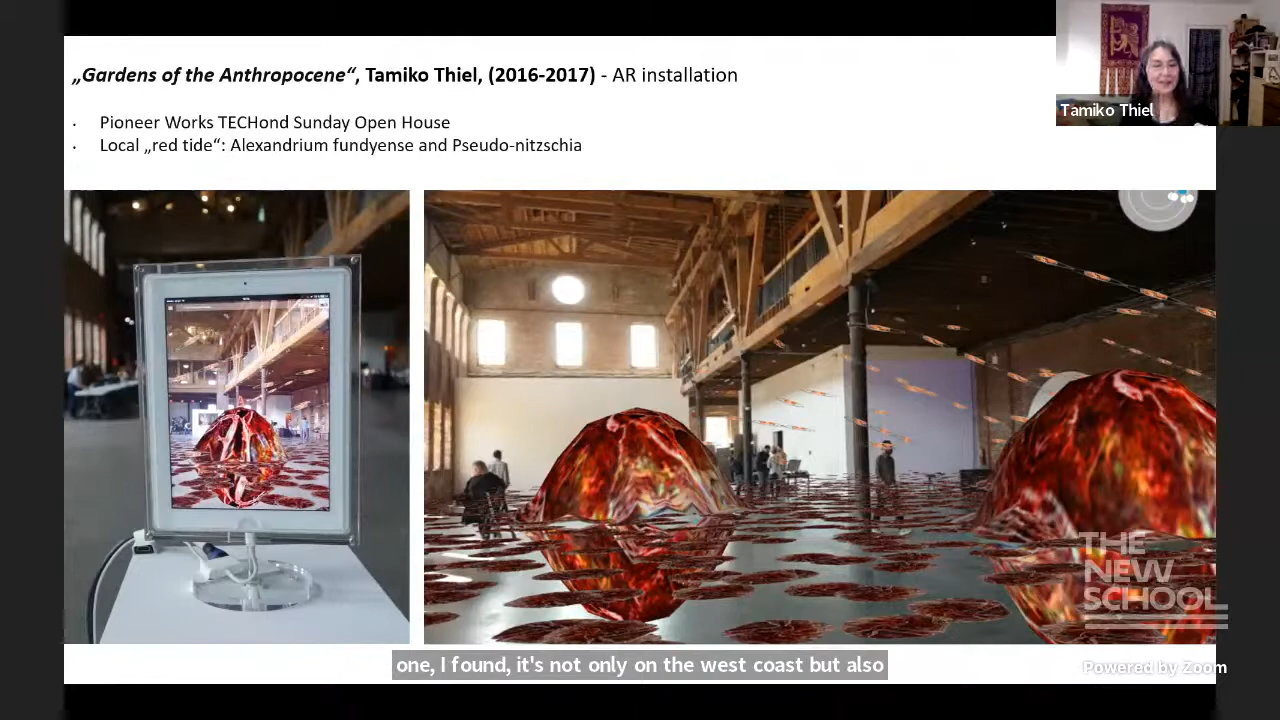 „Gardens of the Anthropocene“, Tamiko Thiel, (2016-2017) - AR installation
Tamiko Thiel
· Pioneer Works TECHond Sunday Open House
· Local „red tide“: Alexandrium fundyense and Pseudo-nitzschia
THE
NEW
SCHOOL
one, I found, it's not only on the west coast but also
Powered by Zoom